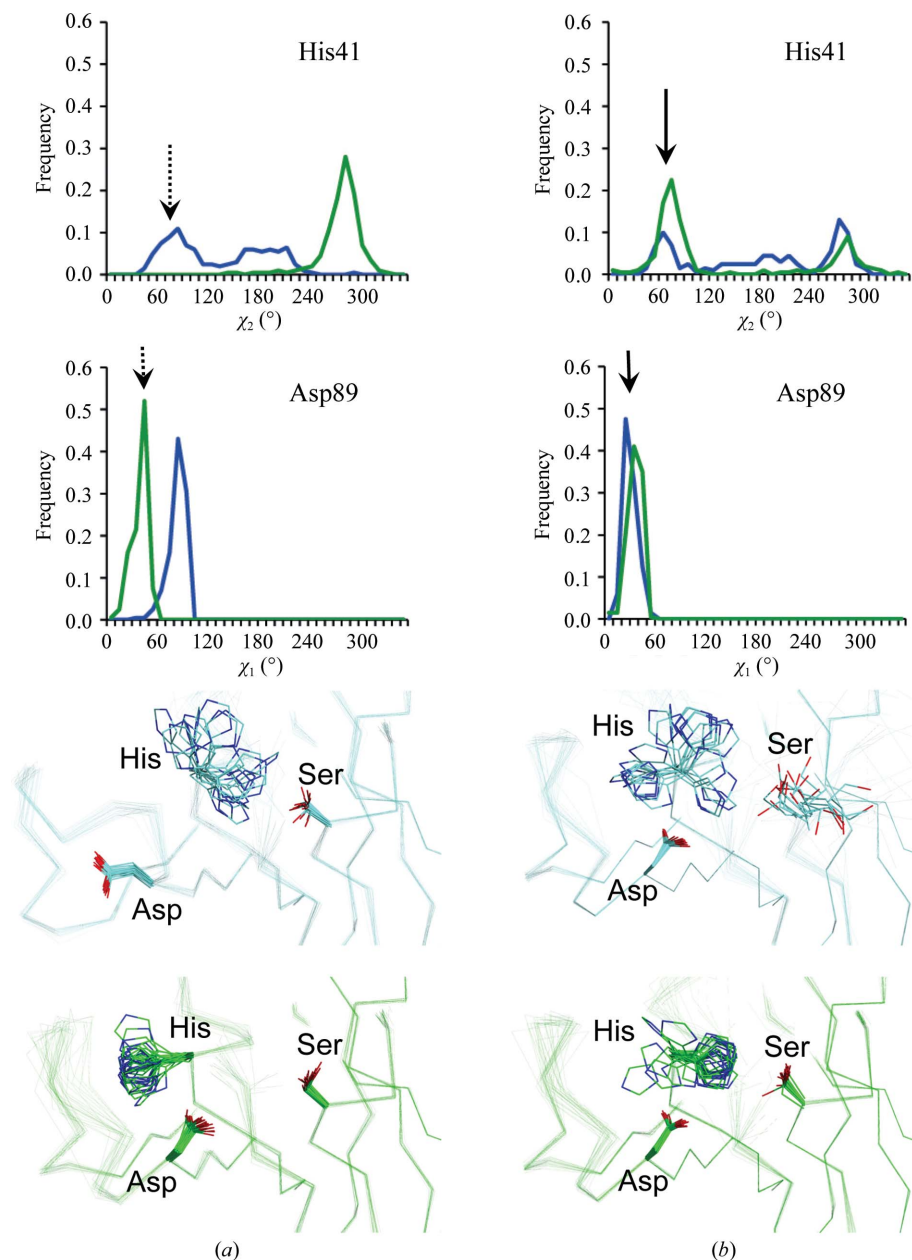 0.6
His41
0.5
0.4
Frequency
0.3
0.2
0.1
0.0
0 60 120 180 240 300
χ2 (°)
0.6
His41
0.5
0.4
Frequency
0.3
0.2
0.1
0.0
0 60 120 180 240 300
χ2 (°)
0.6
Asp89
0.5
0.4
Frequency
0.3
0.2
0.1
0.0
0 60 120 180 240 300
χ1 (°)
0.6
Asp89
0.5
0.4
Frequency
0.3
0.2
0.1
0.0
0 60 120 180 240 300
χ1 (°)
His
Ser
Asp
His
Ser
Asp
His
Ser
Asp
His
Ser
Asp
(a)
(b)